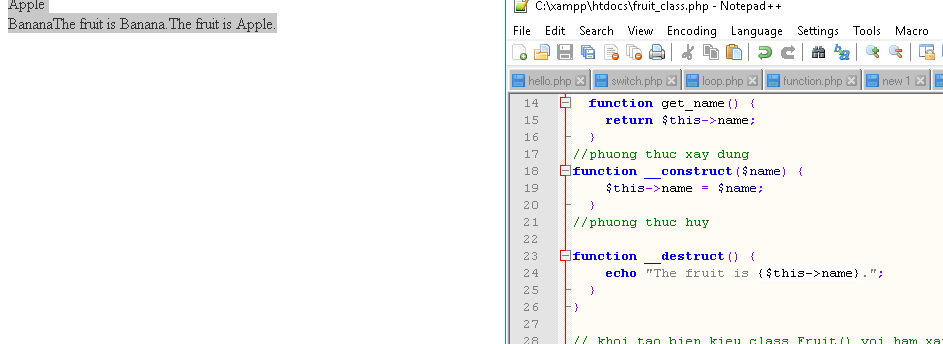 Apple
BananaThe fruit is Banana.The fruit is Apple.
C:\xampp\htdocs\fruit_class.php - Notepad++
File Edit Search View Encoding Language Settings Tools Macro
hello.php switch.php loop.php function.php new 1
14 function get_name() {
15 return $this->name;
16 }
17 //phuong thuc xay dung
18 function __construct($name) {
19 $this->name = $name;
20 }
21 //phuong thuc huy
22
23 function __destruct() {
24 echo "The fruit is {$this->name}.";
25 }
26 }
27
28 // khoi tao bien kieu class Fruit() voi ham